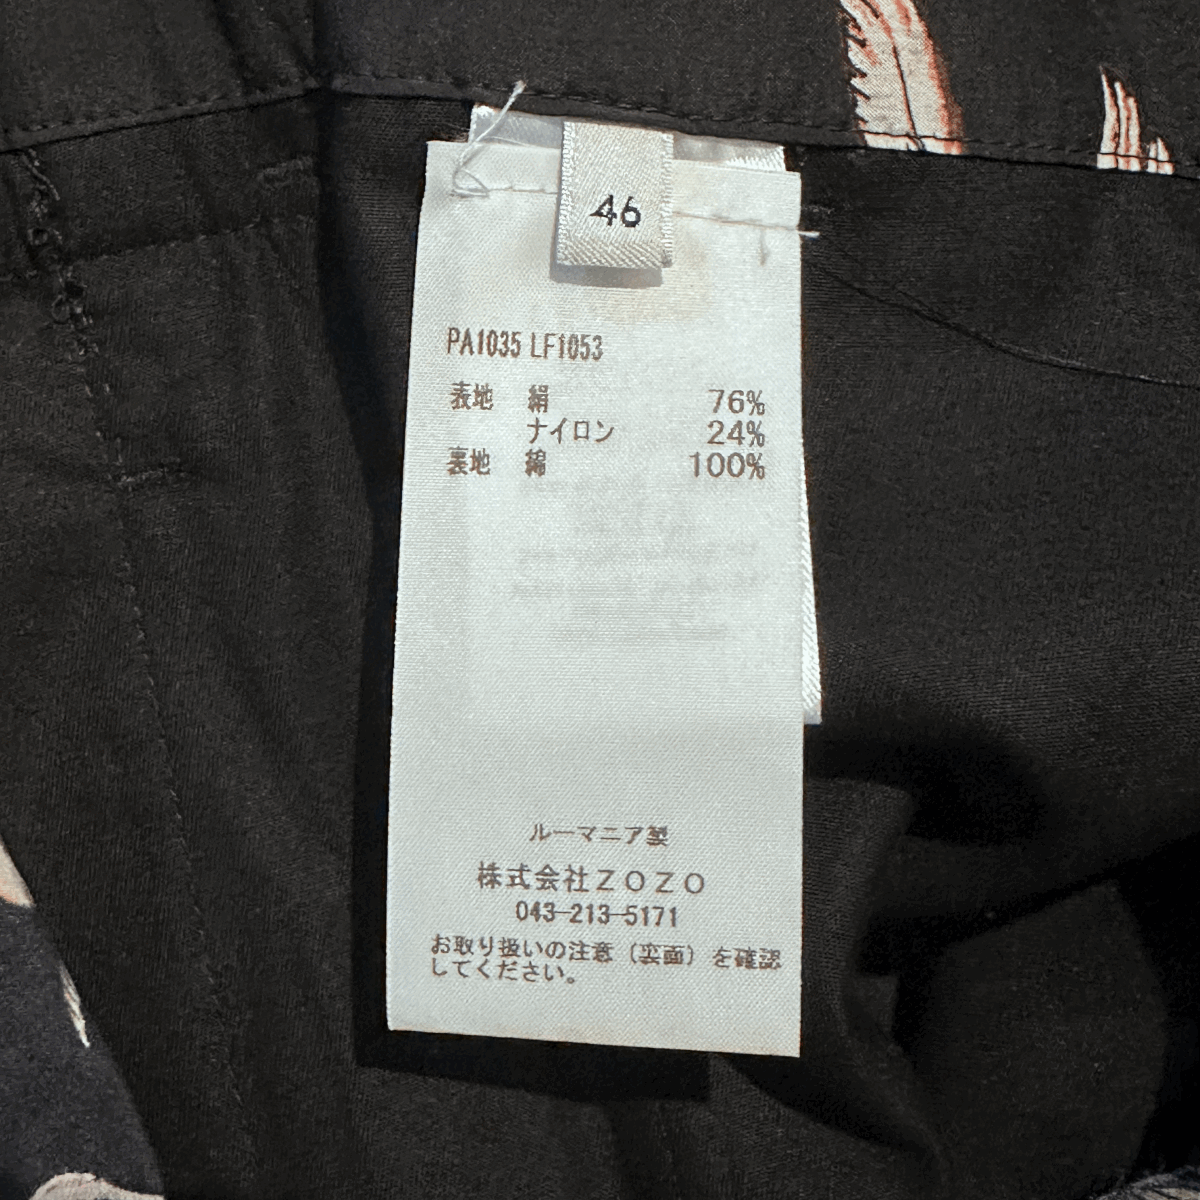 46
PA1035 LF1053
表地 絹 76%
ナイロン 24%
裏地 綿 100%
ルーマニア製
株式会社ZOZO
043-213-5171
お取り扱いの注意(裏面)を確認
してください。